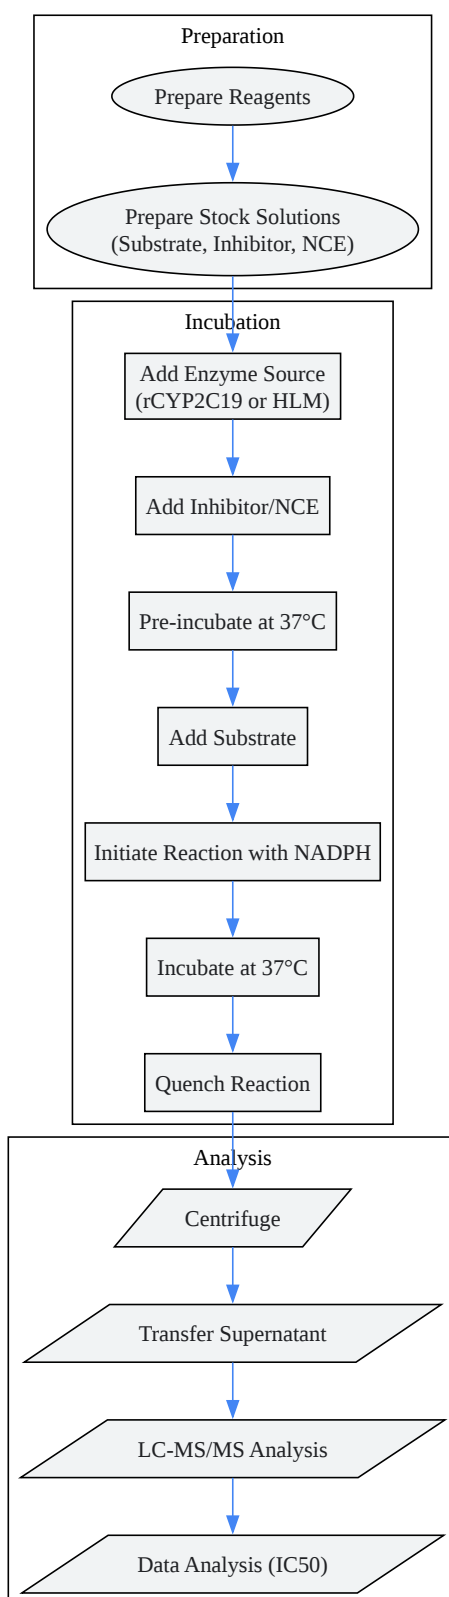 Preparation
Prepare Reagents
Prepare Stock Solutions
(Substrate, Inhibitor, NCE)
Incubation
Add Enzyme Source
(rCYP2C19 or HLM)
Add Inhibitor/NCE
Pre-incubate at 37°C
Add Substrate
Initiate Reaction with NADPH
Incubate at 37°C
Quench Reaction
Analysis
Centrifuge
Transfer Supernatant
LC-MS/MS Analysis
Data Analysis (IC50)